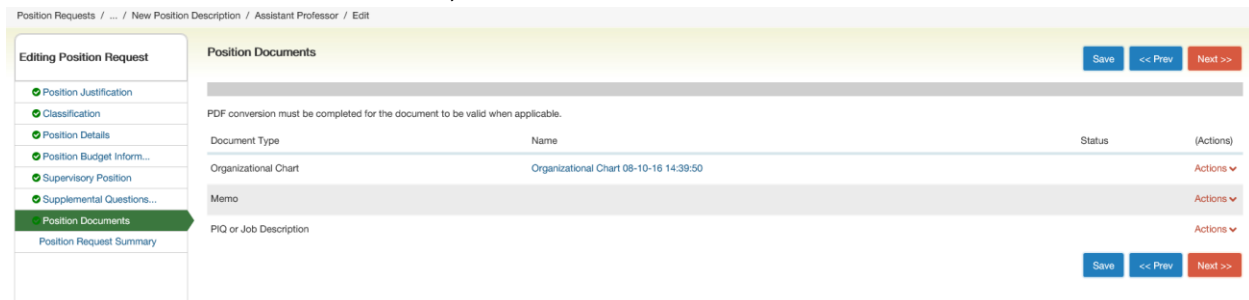 Position Requests / ... / New Position Description / Assistant Professor / Edit
Editing Position Request
Position Justification
Classification
Position Details
Position Budget Inform...
Supervisory Position
Supplemental Questions...
Position Documents
Position Request Summary
Position Documents
Save << Prev Next >>
PDF conversion must be completed for the document to be valid when applicable.
Document Type Name Status (Actions)
Organizational Chart Organizational Chart 08-10-16 14:39:50 Actions
Memo Actions
PIQ or Job Description Actions
Save << Prev Next >>